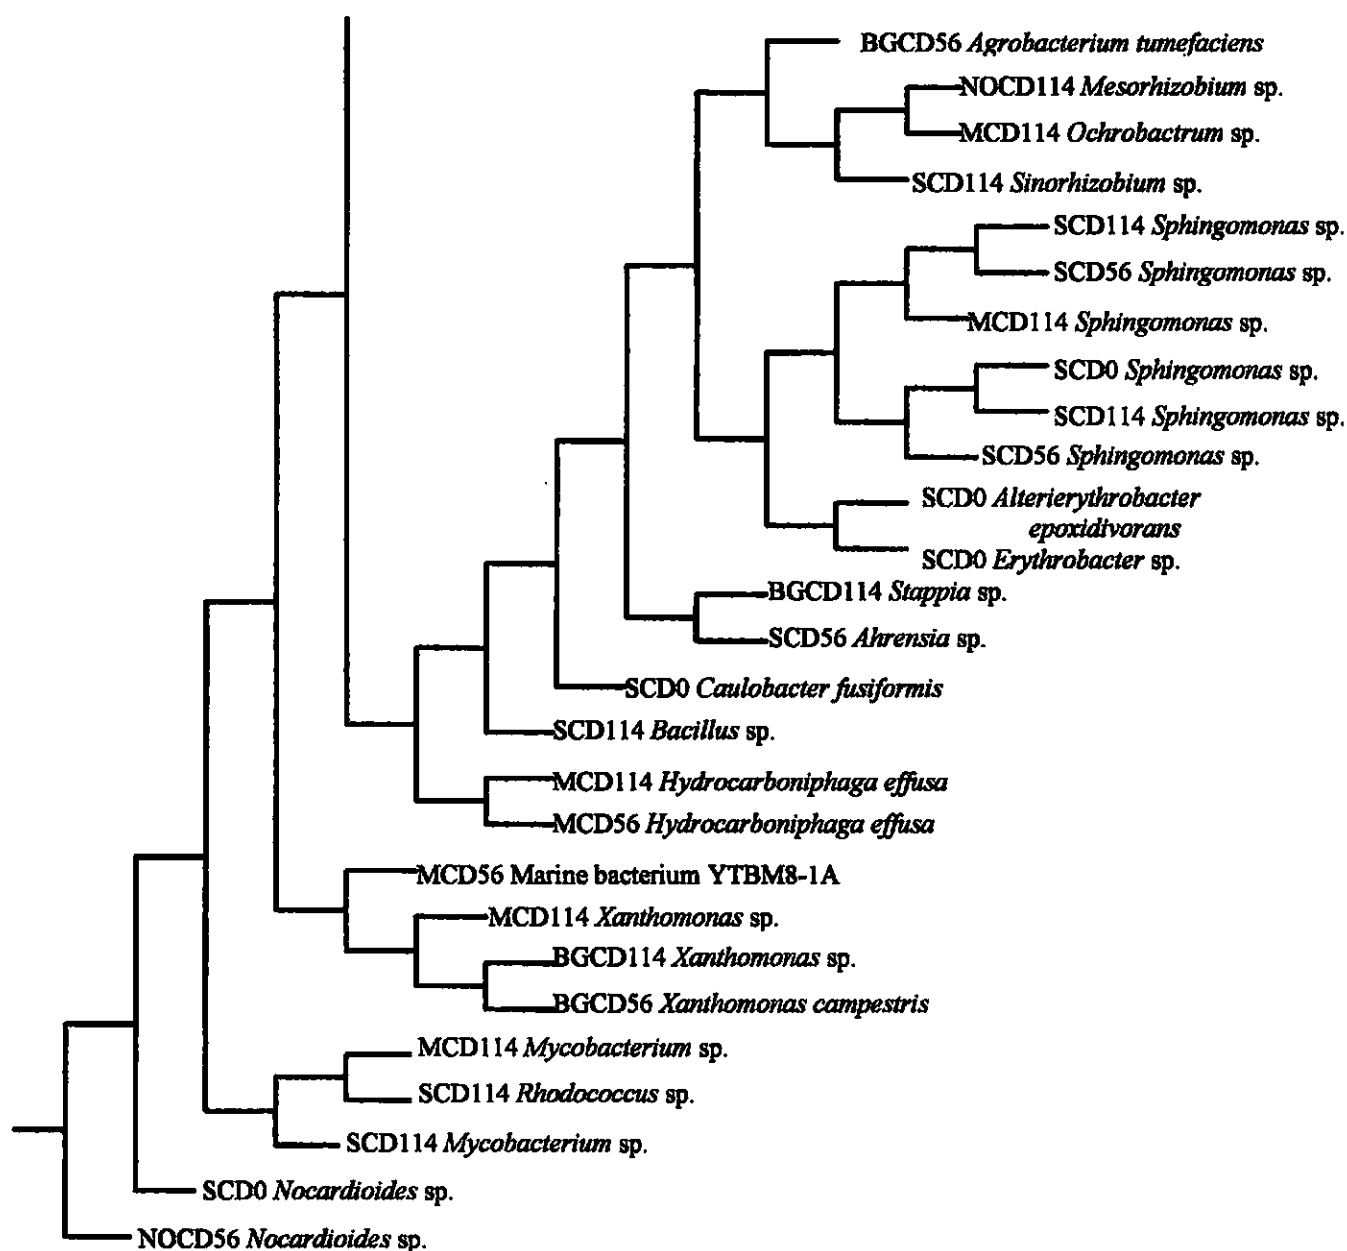 BGCD56 Agrobacterium tumefaciens
NOCD114 Mesorhizobium sp.
MCD114 Ochrobactrum sp.
SCD114 Sinorhizobium sp.
SCD114 Sphingomonas sp.
SCD56 Sphingomonas sp.
MCD114 Sphingomonas sp.
SCD0 Sphingomonas sp.
SCD114 Sphingomonas sp.
SCD56 Sphingomonas sp.
SCD0 Alterierythrobacter
epoxidivorans
SCD0 Erythrobacter sp.
BGCD114 Stappia sp.
SCD56 Ahrensia sp.
SCD0 Caulobacter fusiformis
SCD114 Bacillus sp.
MCD114 Hydrocarboniphaga effusa
MCD56 Hydrocarboniphaga effusa
MCD56 Marine bacterium YTBM8-1A
MCD114 Xanthomonas sp.
BGCD114 Xanthomonas sp.
BGCD56 Xanthomonas campestris
MCD114 Mycobacterium sp.
SCD114 Rhodococcus sp.
SCD114 Mycobacterium sp.
SCD0 Nocardioides sp.
NOCD56 Nocardioides sp.